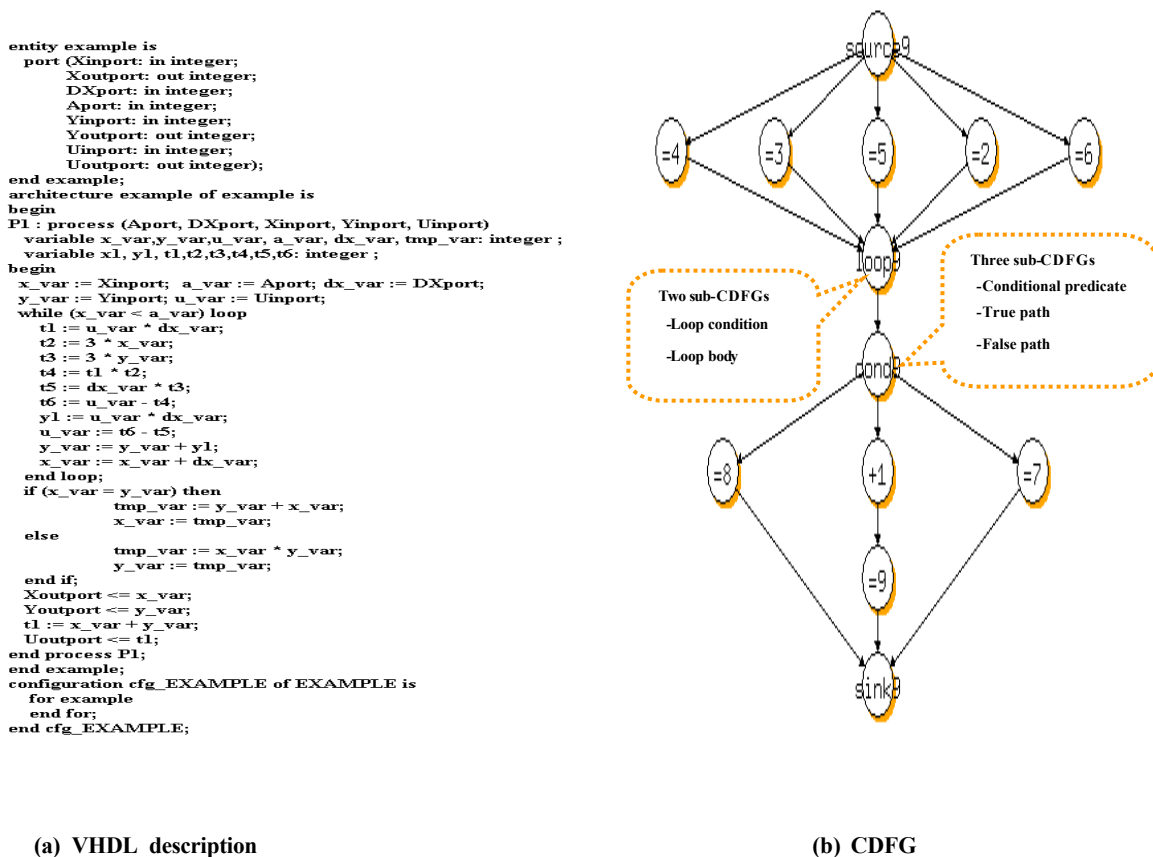 entity example is
port (Xinport: in integer;
Xoutport: out integer;
DXport: in integer;
Aport: in integer;
Yinport: in integer;
Youtport: out integer;
Uinport: in integer;
Uoutport: out integer);
end example;
architecture example of example is
begin
P1 : process (Aport, DXport, Xinport, Yinport, Uinport)
variable x_var,y_var,u_var, a_var, dx_var, tmp_var: integer ;
variable x1, y1, t1,t2,t3,t4,t5,t6: integer ;
begin
x_var := Xinport; a_var := Aport; dx_var := DXport;
y_var := Yinport; u_var := Uinport;
while (x_var < a_var) loop
t1 := u_var * dx_var;
t2 := 3 * x_var;
t3 := 3 * y_var;
t4 := t1 * t2;
t5 := dx_var * t3;
t6 := u_var - t4;
y1 := u_var * dx_var;
u_var := t6 - t5;
y_var := y_var + y1;
x_var := x_var + dx_var;
end loop;
if (x_var = y_var) then
tmp_var := y_var + x_var;
x_var := tmp_var;
else
tmp_var := x_var * y_var;
y_var := tmp_var;
end if;
Xoutport <= x_var;
Youtport <= y_var;
t1 := x_var + y_var;
Uoutport <= t1;
end process P1;
end example;
configuration cfg_EXAMPLE of EXAMPLE is
for example
end for;
end cfg_EXAMPLE;
(a) VHDL description
source9
=4 =3 =5 =2 =6
loop9
Two sub-CDFGs
-Loop condition
-Loop body
Three sub-CDFGs
-Conditional predicate
-True path
-False path
cond9
=8 +1 =7
=9
sink9
(b) CDFG